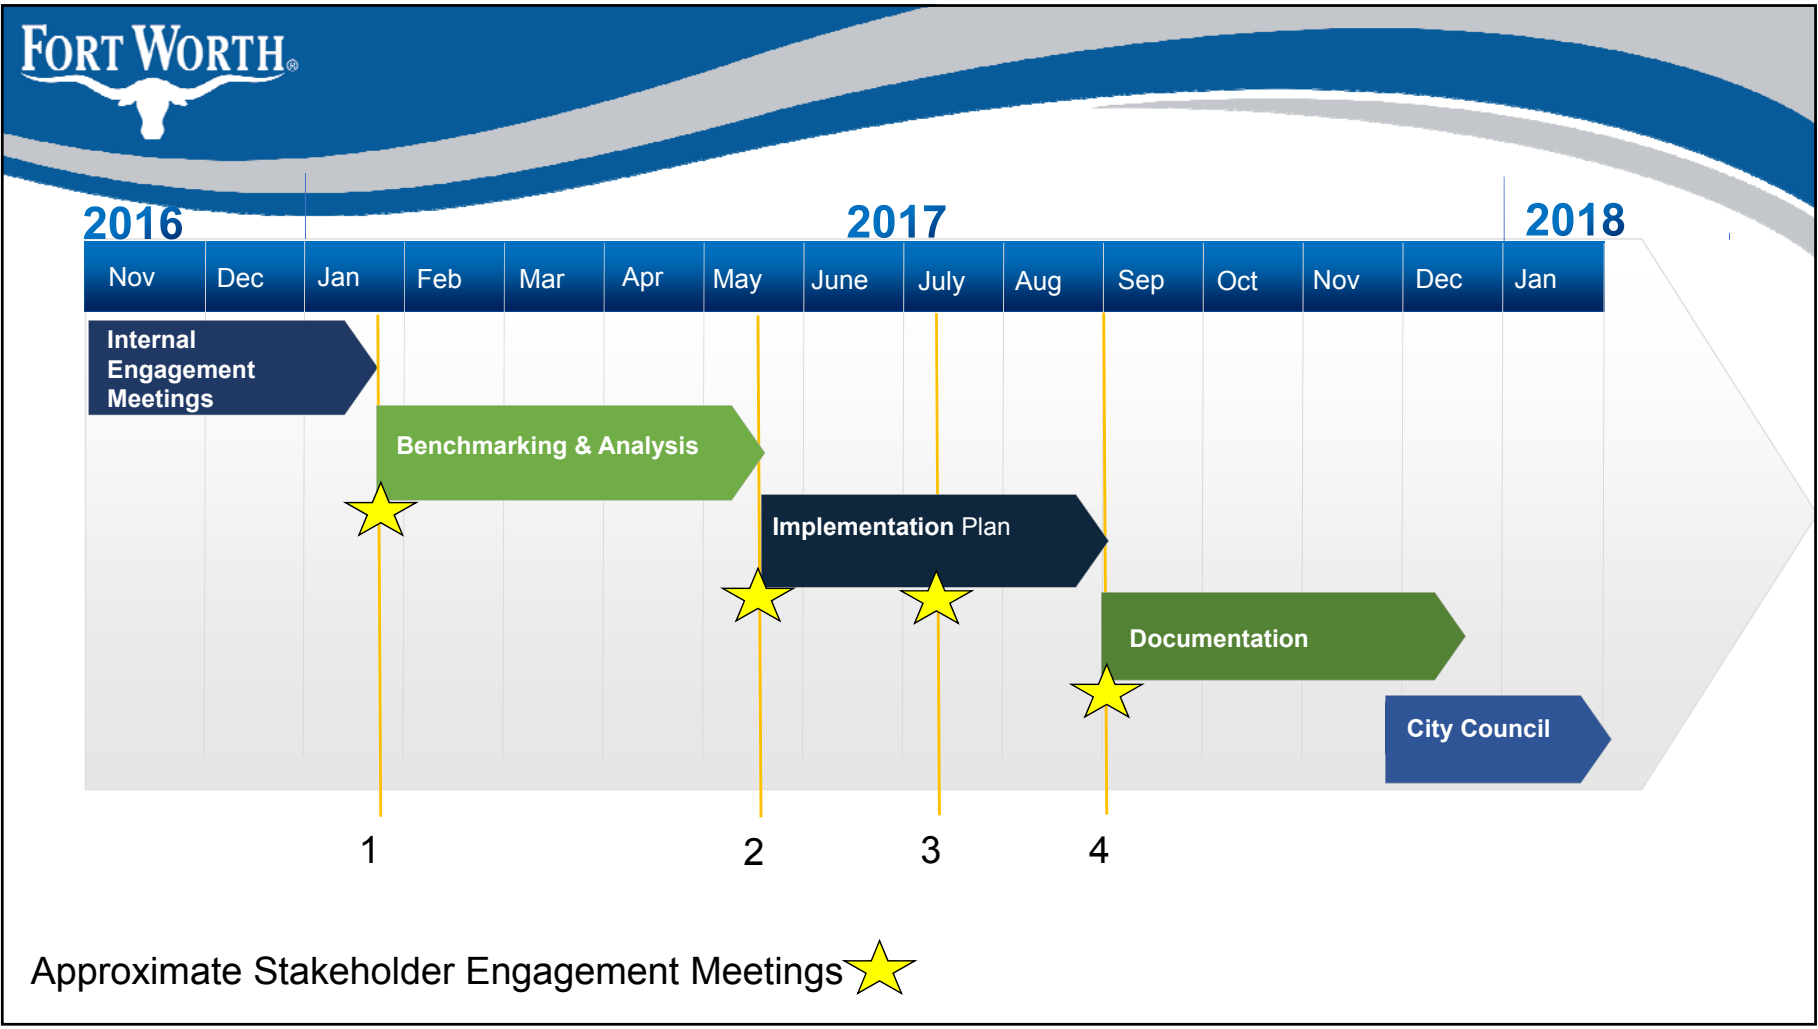 FORT WORTH®
2016 2017 2018
Nov Dec Jan Feb Mar Apr May June July Aug Sep Oct Nov Dec Jan
Internal
Engagement
Meetings
Benchmarking & Analysis
Implementation Plan
Documentation
City Council
1 2 3 4
Approximate Stakeholder Engagement Meetings